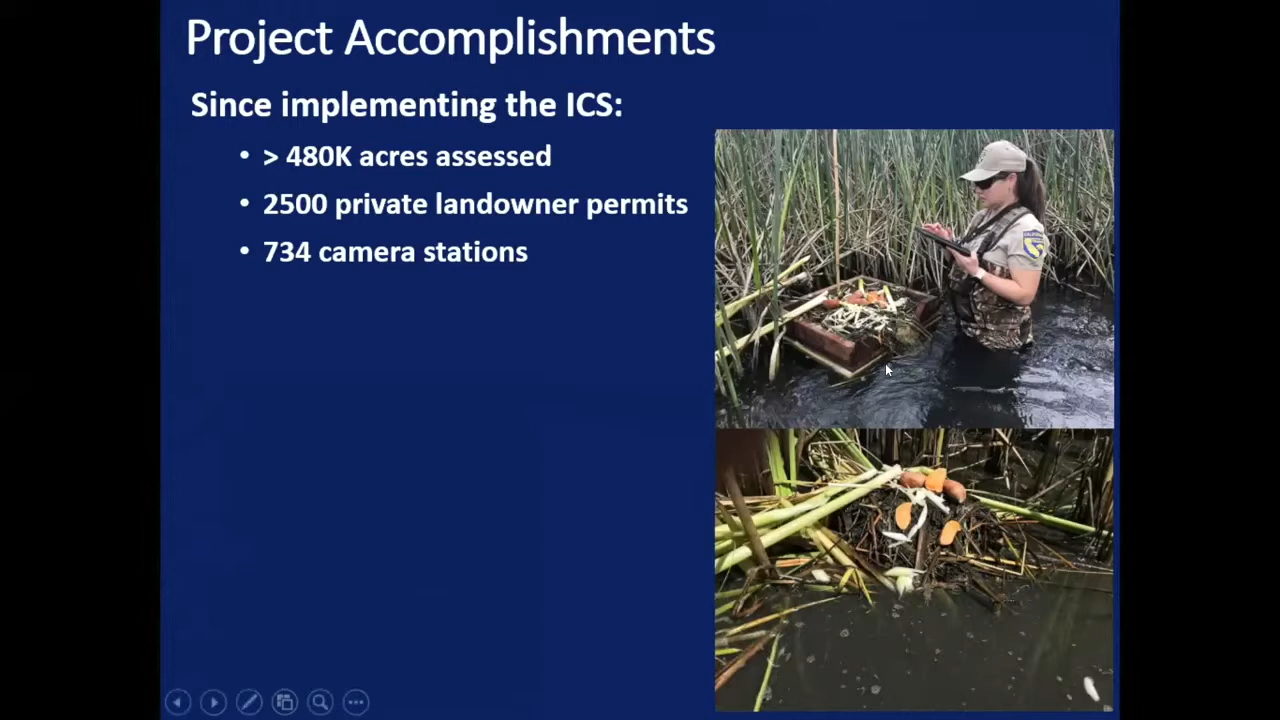 Project Accomplishments
Since implementing the ICS:
• > 480K acres assessed
• 2500 private landowner permits
• 734 camera stations